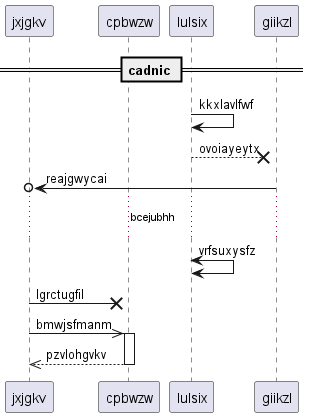 jxjgkv cpbwzw lulsix giikzl
cadnic
kkxlavlfwf
ovoiayeytx
reajgwycai
bcejubhh
vrfsuxysfz
lgrctugfil
bmwjsfmanm
pzvlohgvkv
jxjgkv cpbwzw lulsix giikzl